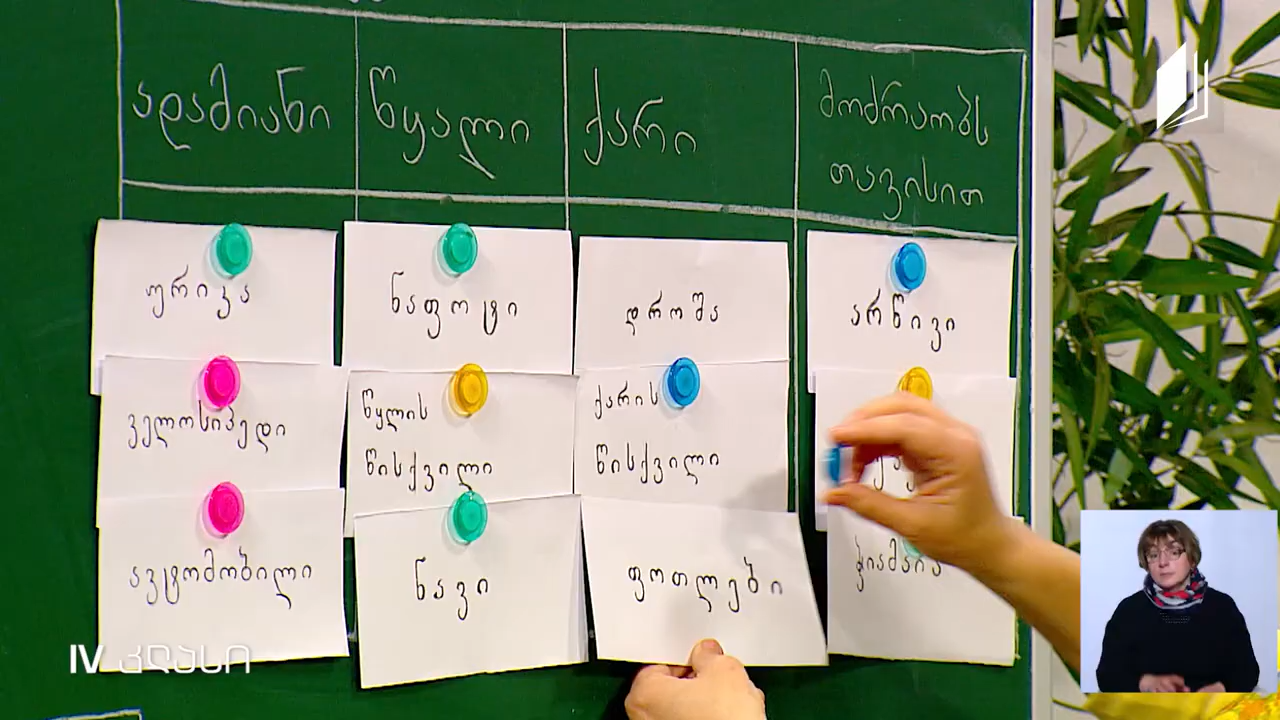 ადამიანი
წყალი
ქარი
მოძრაობს
თავისით
ურიკა
ნაფოტი
დროშა
არწივი
ველოსიპედი
წყლის
წისქვილი
ქარის
წისქვილი
ავტომობილი
ნავი
ფოთლები
ჭიამაია
IV კლასი